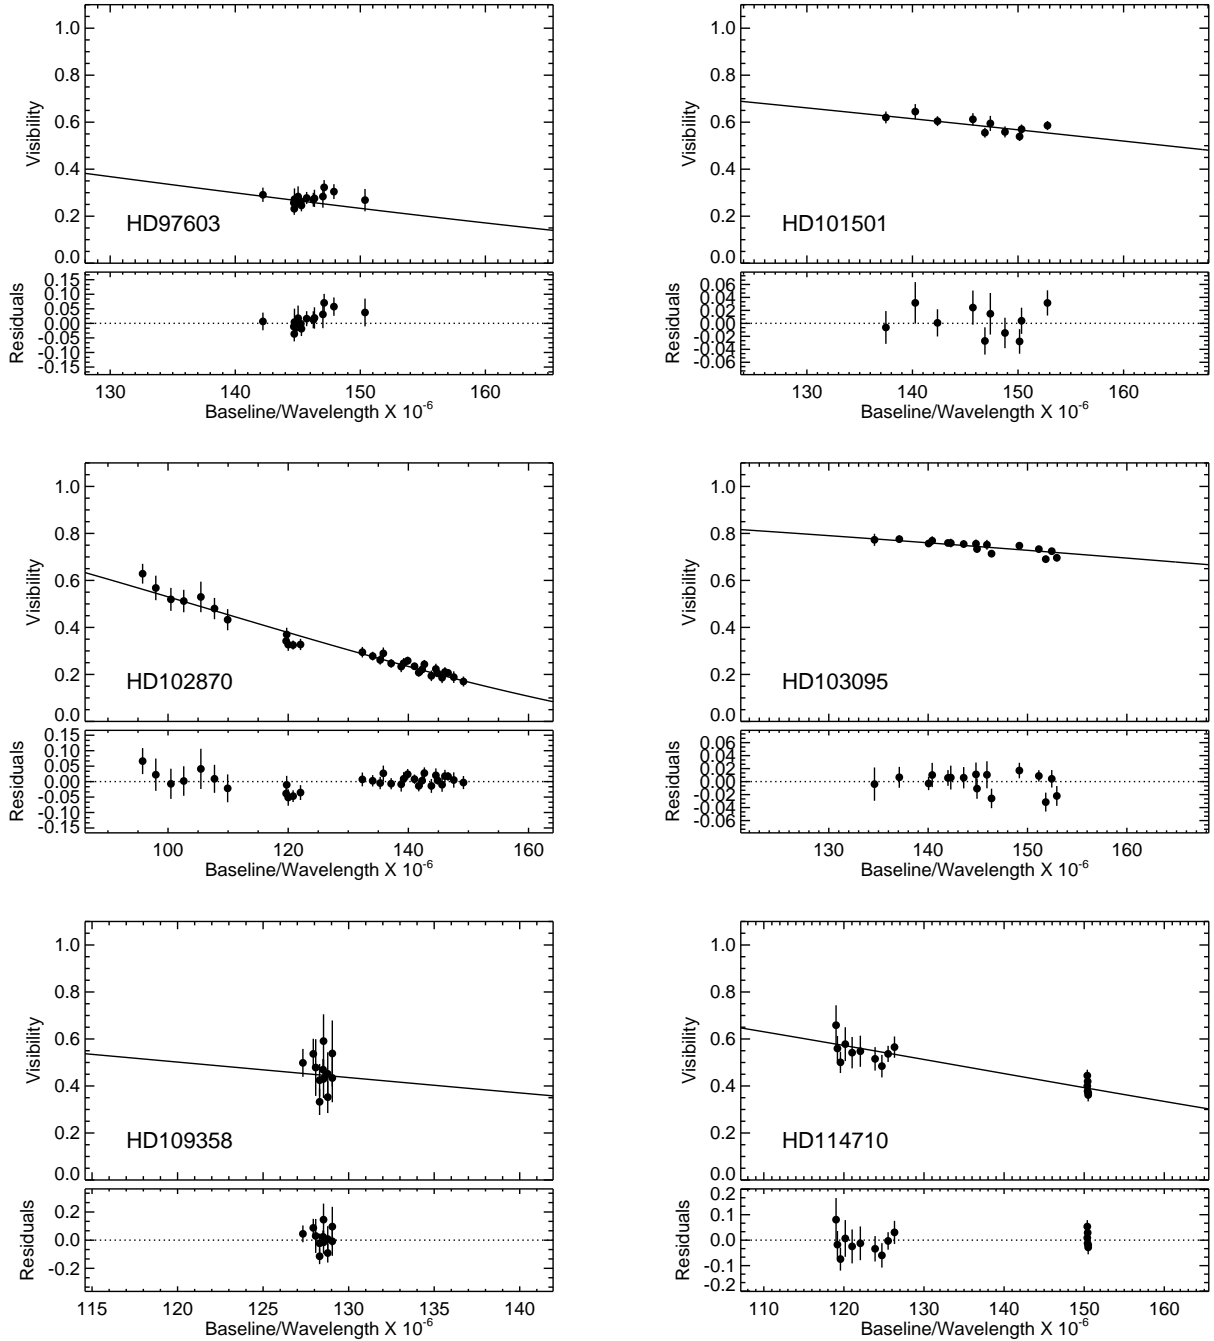 1.0
0.8
0.6
0.4
0.2
0.0
Visibility
HD97603
0.15
0.10
0.05
0.00
-0.05
-0.10
-0.15
Residuals
130 140 150 160
Baseline/Wavelength X 10⁻⁶
1.0
0.8
0.6
0.4
0.2
0.0
Visibility
HD101501
0.06
0.04
0.02
0.00
-0.02
-0.04
-0.06
Residuals
130 140 150 160
Baseline/Wavelength X 10⁻⁶
1.0
0.8
0.6
0.4
0.2
0.0
Visibility
HD102870
0.15
0.10
0.05
0.00
-0.05
-0.10
-0.15
Residuals
100 120 140 160
Baseline/Wavelength X 10⁻⁶
1.0
0.8
0.6
0.4
0.2
0.0
Visibility
HD103095
0.06
0.04
0.02
0.00
-0.02
-0.04
-0.06
Residuals
130 140 150 160
Baseline/Wavelength X 10⁻⁶
1.0
0.8
0.6
0.4
0.2
0.0
Visibility
HD109358
0.2
0.0
-0.2
Residuals
115 120 125 130 135 140
Baseline/Wavelength X 10⁻⁶
1.0
0.8
0.6
0.4
0.2
0.0
Visibility
HD114710
0.2
0.1
0.0
-0.1
-0.2
Residuals
110 120 130 140 150 160
Baseline/Wavelength X 10⁻⁶